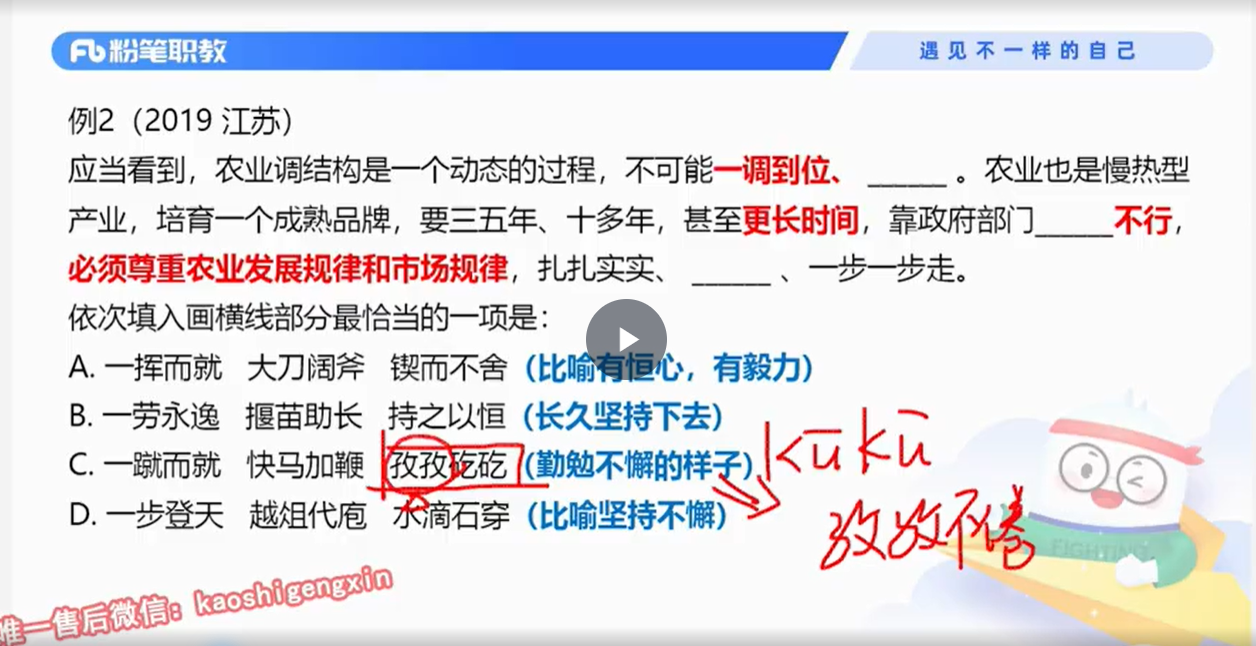 粉笔职教
遇见不一样的自己
例2（2019 江苏）
应当看到，农业调结构是一个动态的过程，不可能一调到位、 ______ 。农业也是慢热型
产业，培育一个成熟品牌，要三五年、十多年，甚至更长时间，靠政府部门______不行，
必须尊重农业发展规律和市场规律，扎扎实实、 ______ 、一步一步走。
依次填入画横线部分最恰当的一项是：
A. 一挥而就 大刀阔斧 锲而不舍（比喻有恒心，有毅力）
B. 一劳永逸 揠苗助长 持之以恒（长久坚持下去）
C. 一蹴而就 快马加鞭 孜孜矻矻（勤勉不懈的样子）
kū kū
D. 一步登天 越俎代庖 水滴石穿（比喻坚持不懈）
孜孜不倦
FIGHTING
唯一售后微信：kaoshigengxin